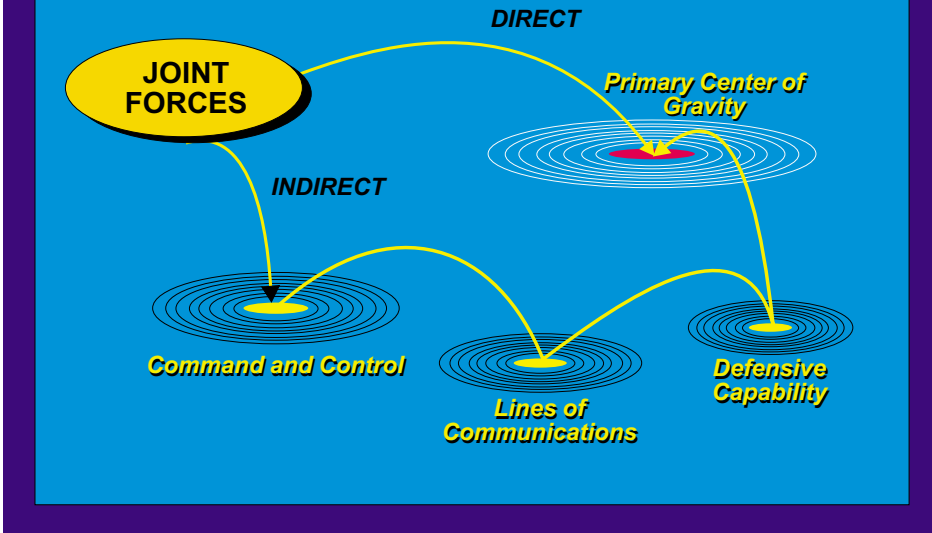 DIRECT
JOINT
FORCES
Primary Center of
Gravity
INDIRECT
Command and Control
Lines of
Communications
Defensive
Capability